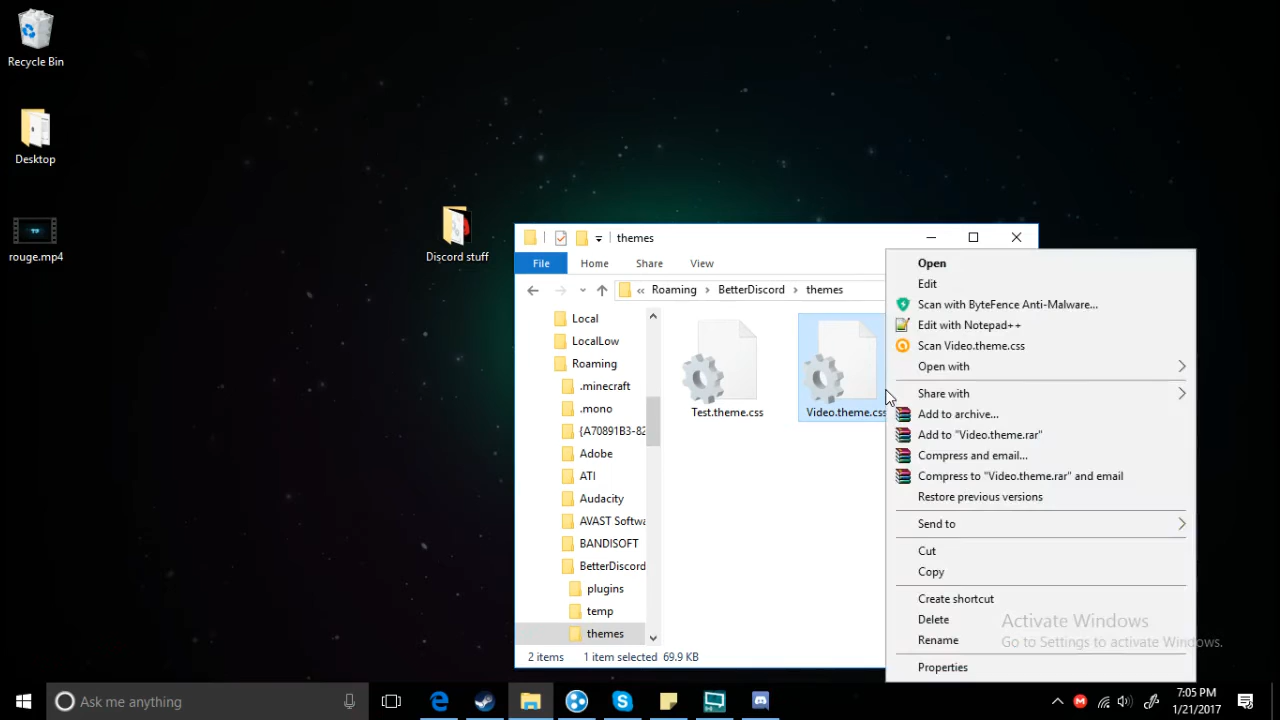 Recycle Bin
Desktop
rouge.mp4
Discord stuff
themes
File Home Share View
« Roaming > BetterDiscord > themes
Local
LocalLow
Roaming
.minecraft
.mono
{A70891B3-82
Adobe
ATI
Audacity
AVAST Softwa
BANDISOFT
BetterDiscord
plugins
temp
themes
Test.theme.css
Video.theme.css
2 items 1 item selected 69.9 KB
Open
Edit
Scan with ByteFence Anti-Malware...
Edit with Notepad++
Scan Video.theme.css
Open with
Share with
Add to archive...
Add to "Video.theme.rar"
Compress and email...
Compress to "Video.theme.rar" and email
Restore previous versions
Send to
Cut
Copy
Create shortcut
Delete
Rename
Properties
Activate Windows
Go to Settings to activate Windows.
Ask me anything
7:05 PM
1/21/2017